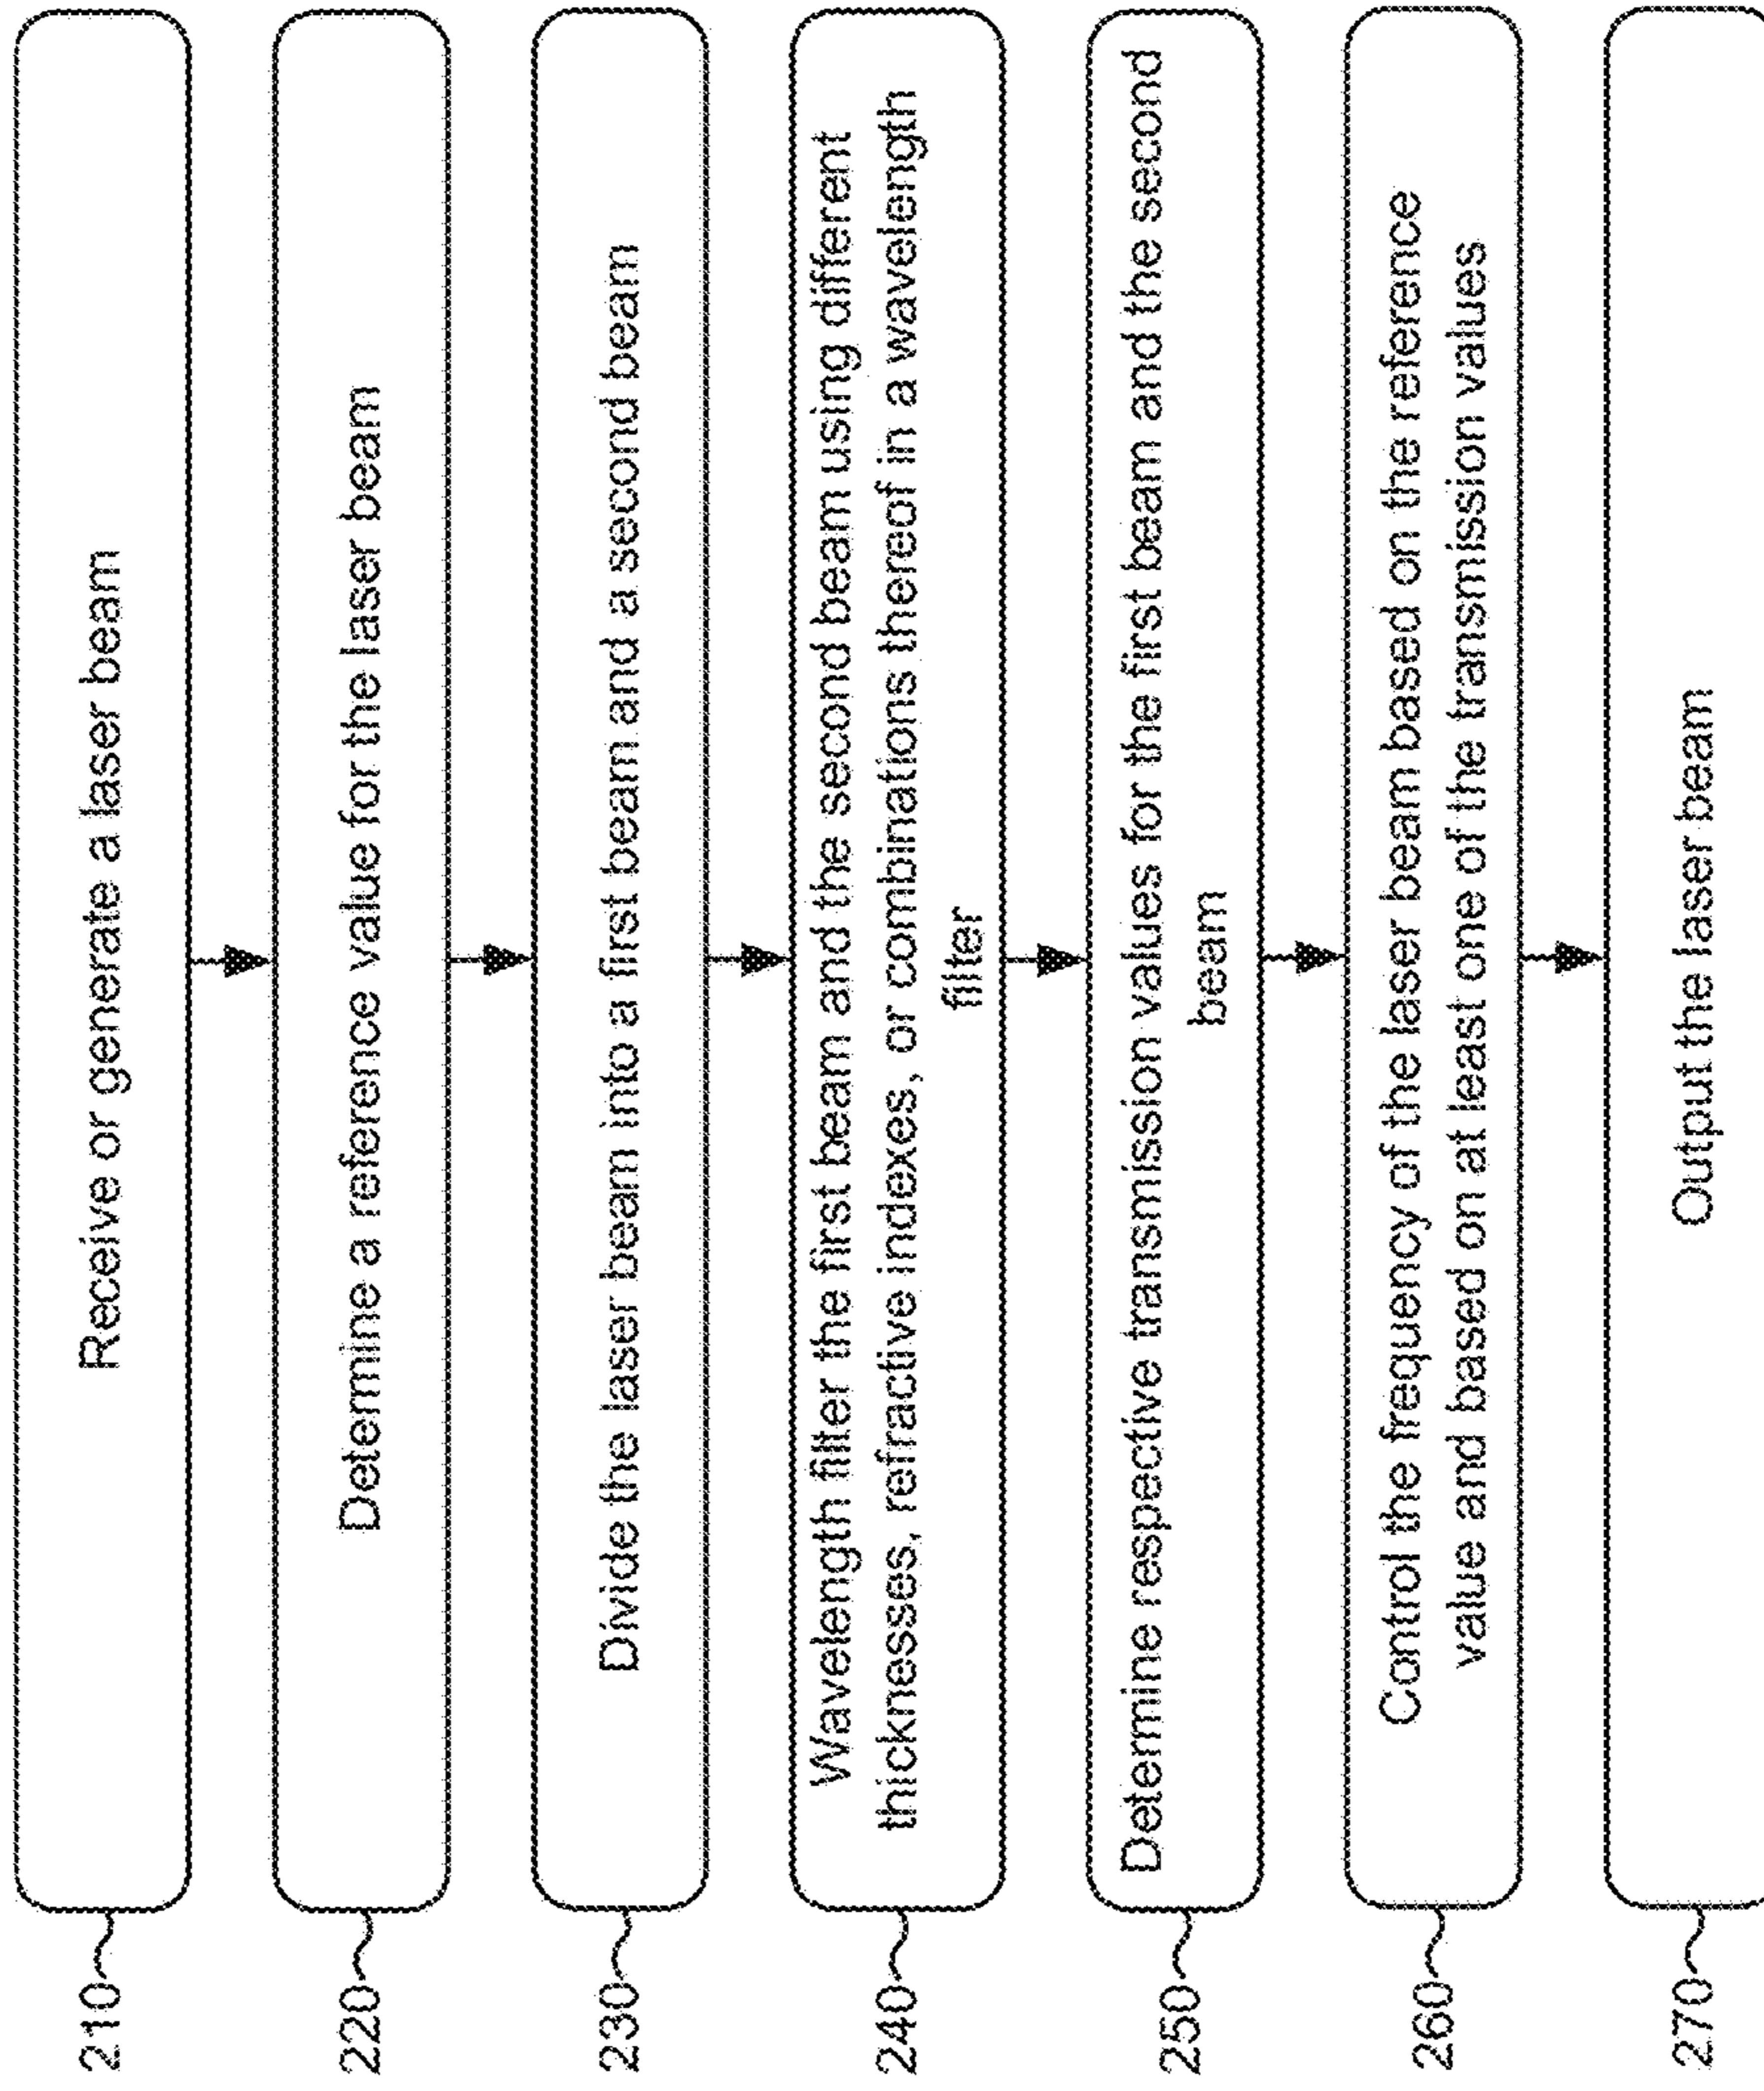 210
Receive or generate a laser beam
220
Determine a reference value for the laser beam
230
Divide the laser beam into a first beam and a second beam
240
Wavelength filter the first beam and the second beam using different
thicknesses, refractive indexes, or combinations thereof in a wavelength
filter
250
Determine respective transmission values for the first beam and the second
beam
260
Control the frequency of the laser beam based on the reference
value and based on at least one of the transmission values
270
Output the laser beam